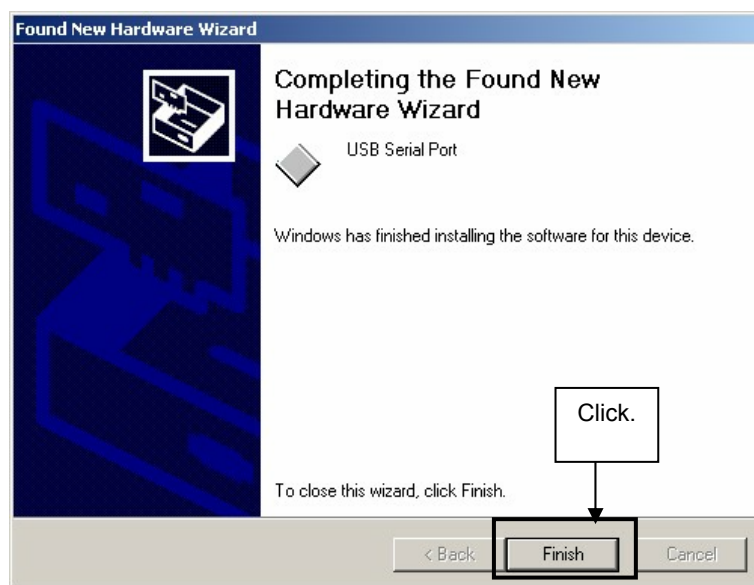 Found New Hardware Wizard
Completing the Found New
Hardware Wizard
USB Serial Port
Windows has finished installing the software for this device.
Click.
To close this wizard, click Finish.
< Back
Finish
Cancel